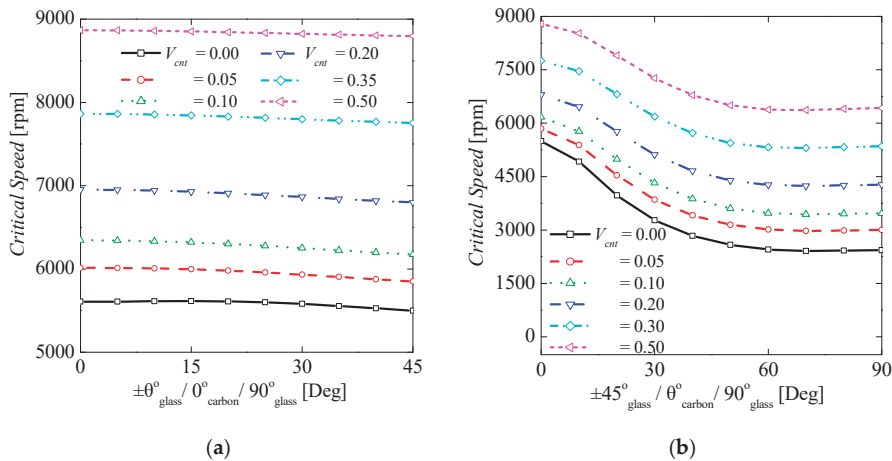 9000
8000
7000
6000
5000
Critical Speed [rpm]
V_cnt = 0.00
= 0.05
= 0.10
V_cnt = 0.20
= 0.35
= 0.50
0 15 30 45
±θ°glass/ 0°carbon/ 90°glass [Deg]
(a)
9000
7500
6000
4500
3000
1500
0
Critical Speed [rpm]
V_cnt = 0.00
= 0.05
= 0.10
= 0.20
= 0.30
= 0.50
0 30 60 90
±45°glass / θ°carbon/ 90°glass [Deg]
(b)